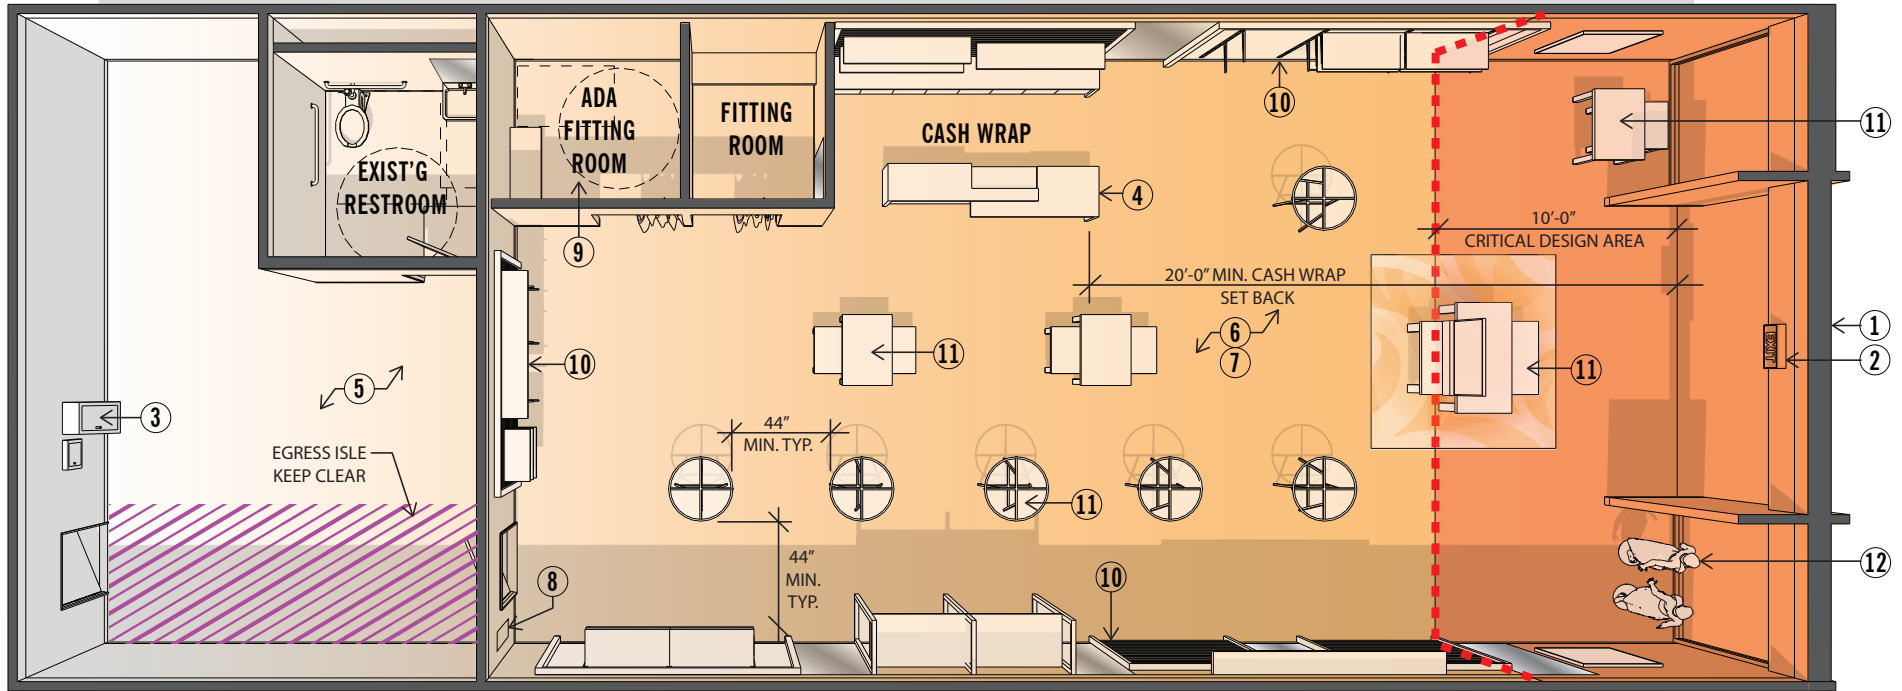 ADA
FITTING
ROOM
FITTING
ROOM
CASH WRAP
EXIST'G
RESTROOM
10
11
4
9
10'-0"
CRITICAL DESIGN AREA
20'-0" MIN. CASH WRAP
SET BACK
6
7
1
2
EXIT
10
11
11
5
3
44"
MIN. TYP.
EGRESS ISLE
KEEP CLEAR
11
44"
MIN.
TYP.
8
10
12